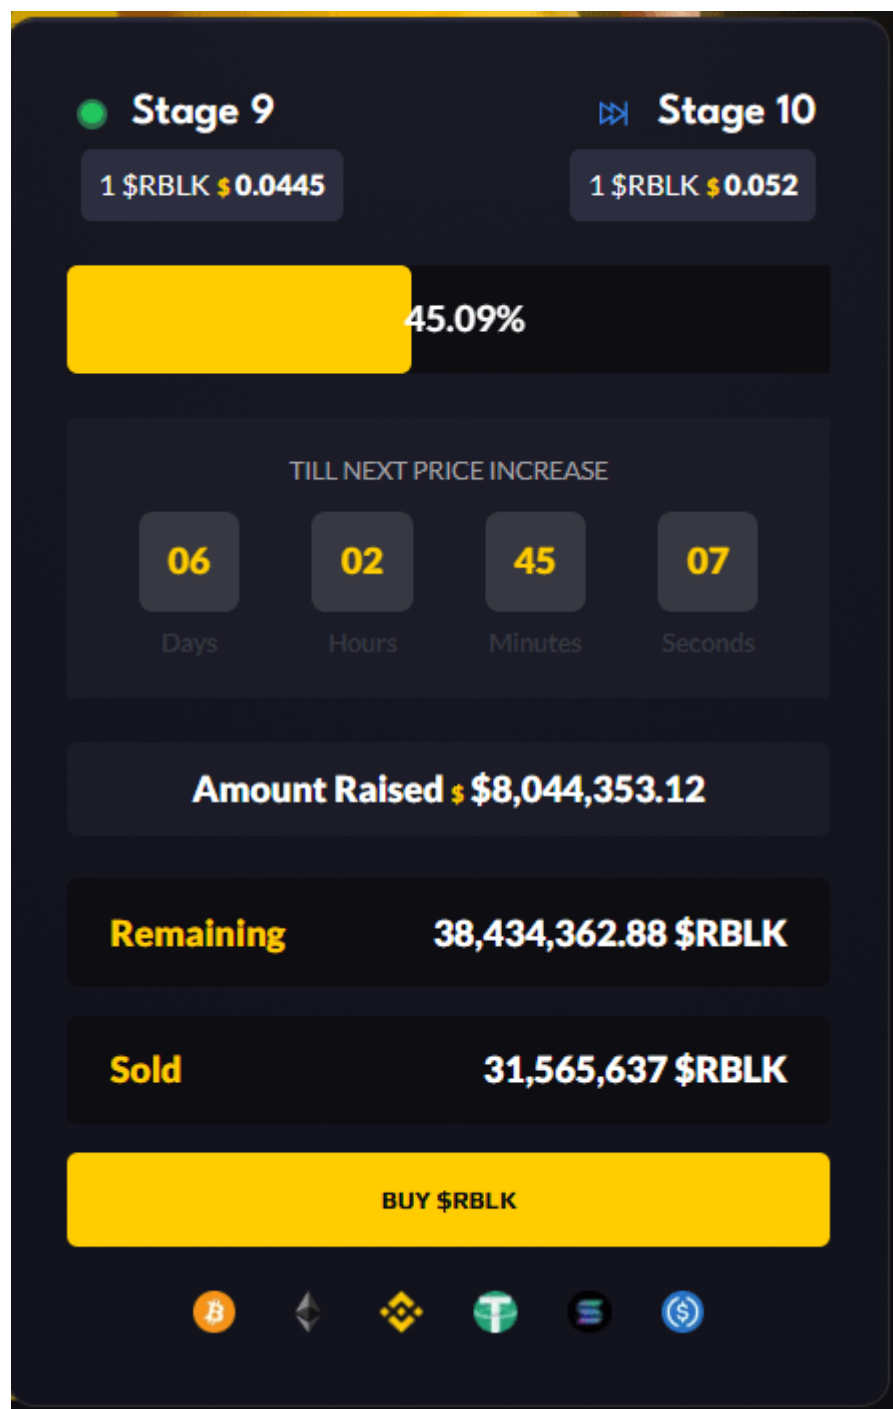 Stage 9
Stage 10
1 $RBLK $ 0.0445
1 $RBLK $ 0.052
45.09%
TILL NEXT PRICE INCREASE
06 02 45 07
Days Hours Minutes Seconds
Amount Raised $ $8,044,353.12
Remaining 38,434,362.88 $RBLK
Sold 31,565,637 $RBLK
BUY $RBLK